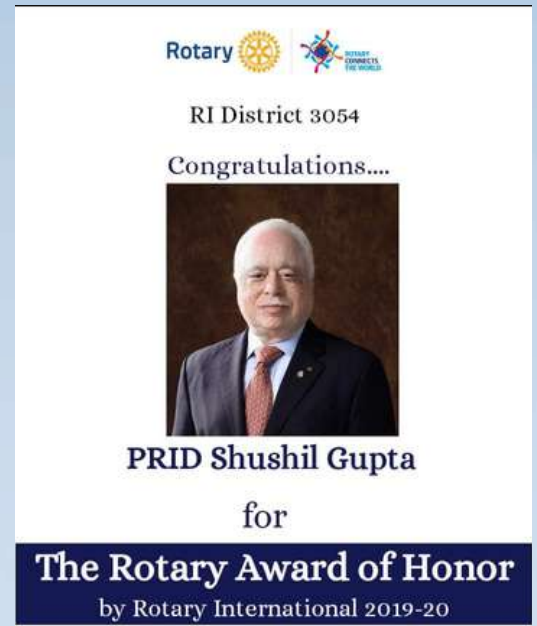 Rotary
ROTARY
CONNECTS
THE WORLD
RI District 3054
Congratulations....
PRID Shushil Gupta
for
The Rotary Award of Honor
by Rotary International 2019-20